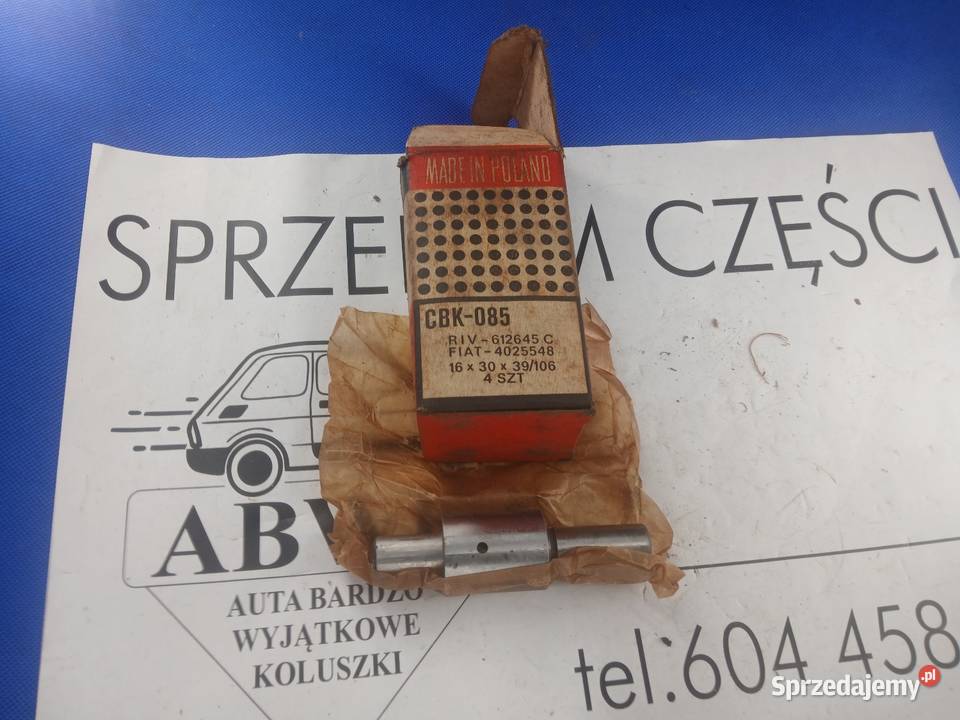 MADE IN POLAND
SPRZE M CZĘŚCI
CBK-085
RIV-612645 C
FIAT-4025548
16 x 30 x 39/106
4 SZT
AB
AUTA BARDZO
WYJĄTKOWE
KOLUSZKI
tel.:604 458
Sprzedajemy.pl